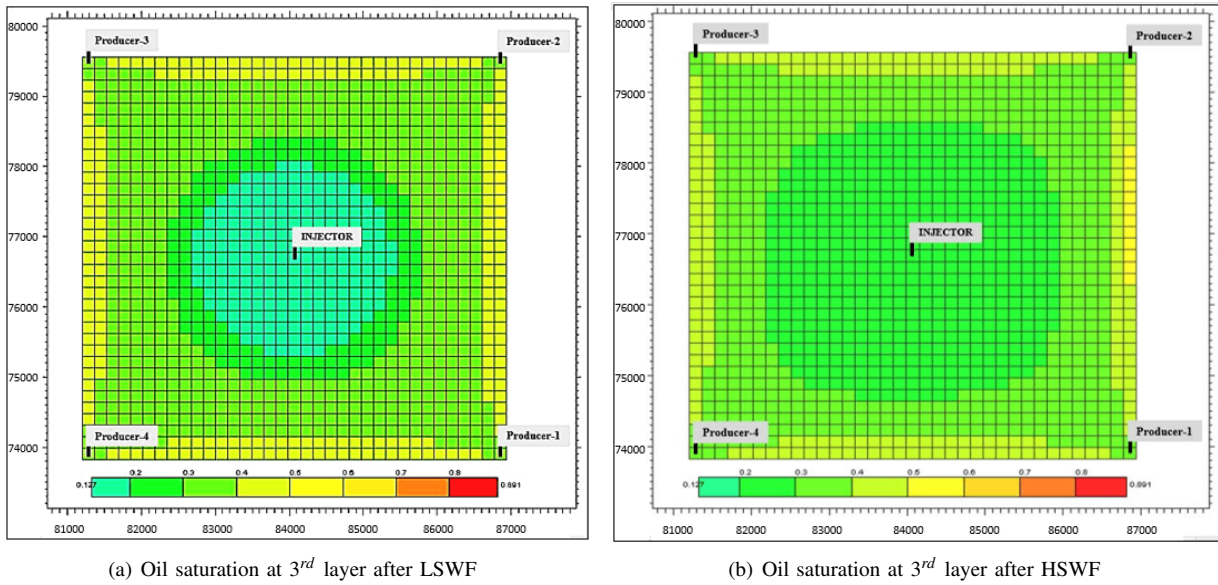 80000
79000
78000
77000
76000
75000
74000
Producer-3
Producer-2
INJECTOR
Producer-4
Producer-1
0.2 0.3 0.4 0.5 0.6 0.7 0.8
0.127 0.891
81000 82000 83000 84000 85000 86000 87000
(a) Oil saturation at 3rd layer after LSWF
80000
79000
78000
77000
76000
75000
74000
Producer-3
Producer-2
INJECTOR
Producer-4
Producer-1
0.2 0.3 0.4 0.5 0.6 0.7 0.8
0.127 0.891
81000 82000 83000 84000 85000 86000 87000
(b) Oil saturation at 3rd layer after HSWF